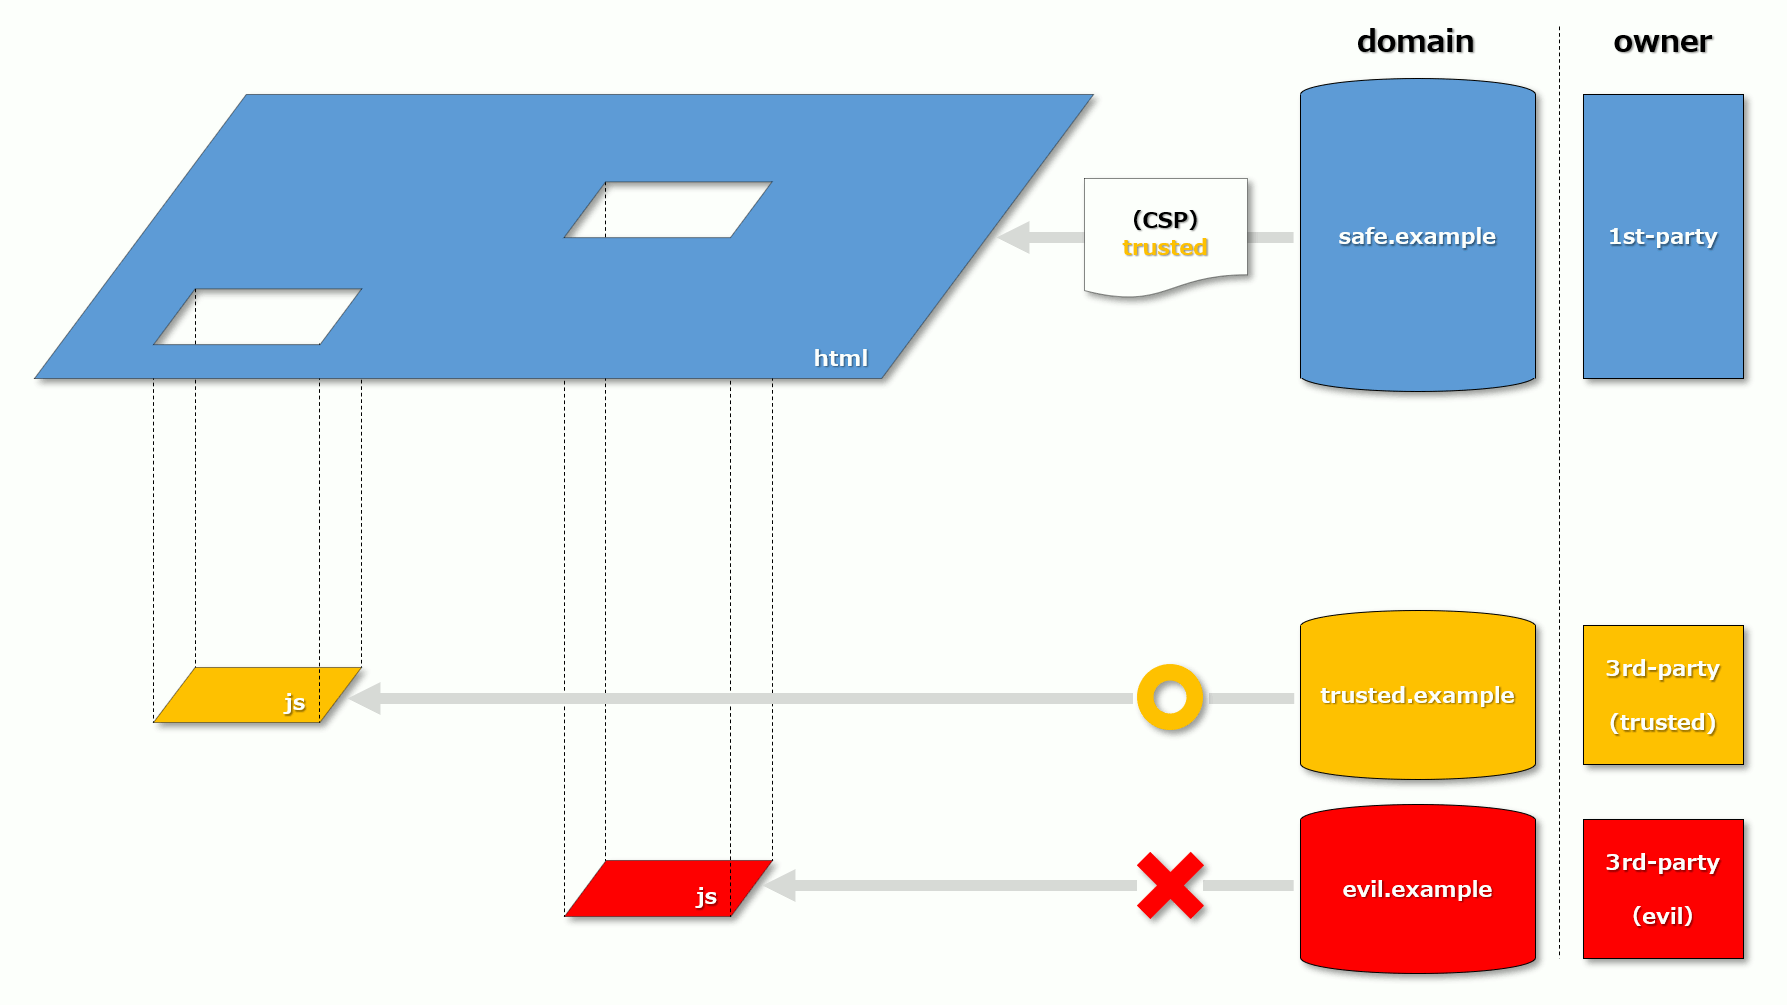 domain
owner
(CSP)
trusted
safe.example
1st-party
html
js
trusted.example
3rd-party
(trusted)
js
evil.example
3rd-party
(evil)